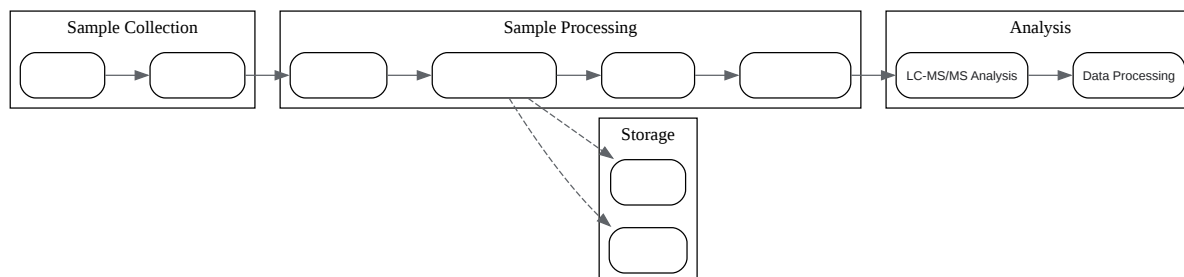 Sample Collection
Sample Processing
Analysis
LC-MS/MS Analysis
Data Processing
Storage